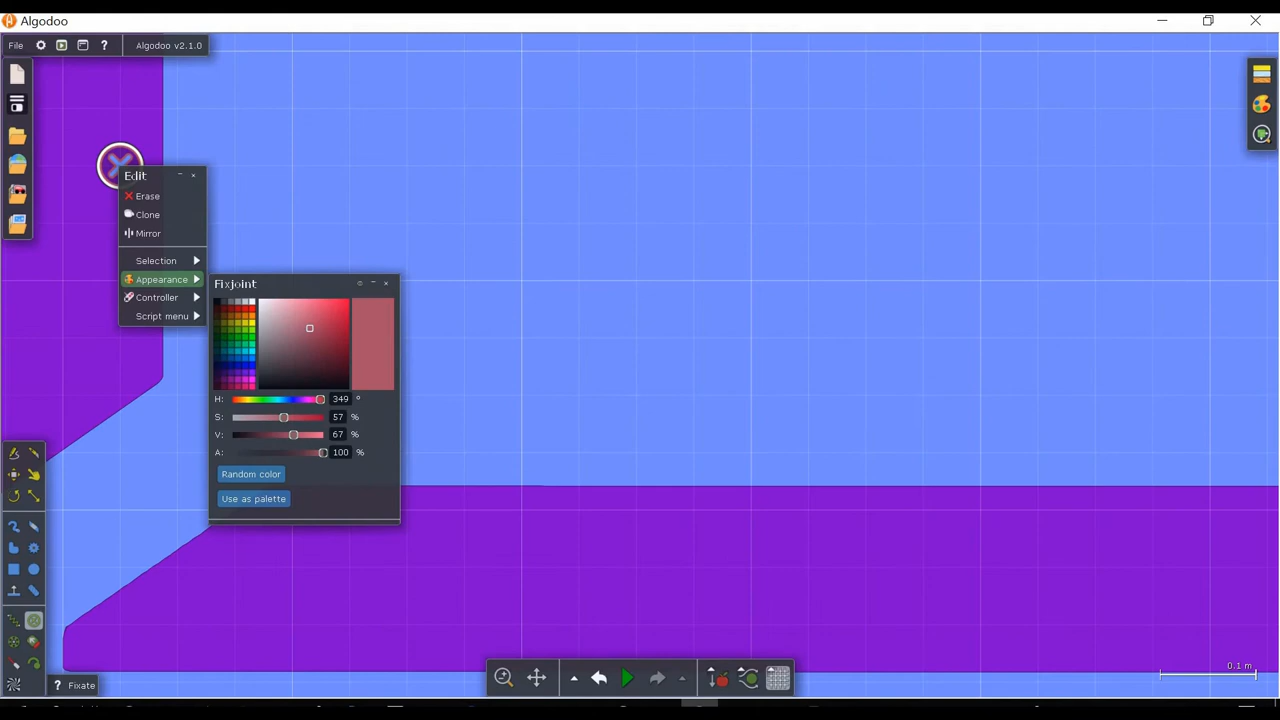 Algodoo
File
Algodoo v2.1.0
Edit
Erase
Clone
Mirror
Selection
Appearance
Controller
Script menu
Fixjoint
H: 349 °
S: 57 %
V: 67 %
A: 100 %
Random color
Use as palette
? Fixate
0.1 m